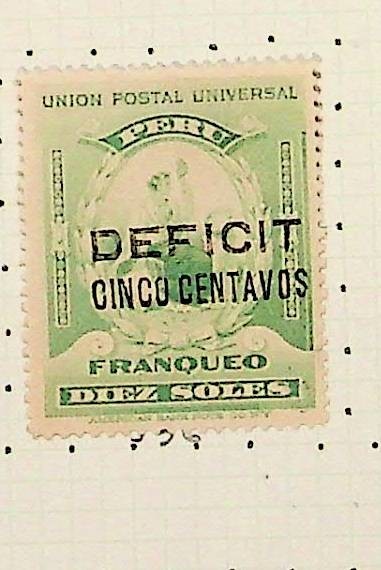 UNION POSTAL UNIVERSAL
PERU
DEFICIT
CINCO CENTAVOS
FRANQUEO
DIEZ SOLES